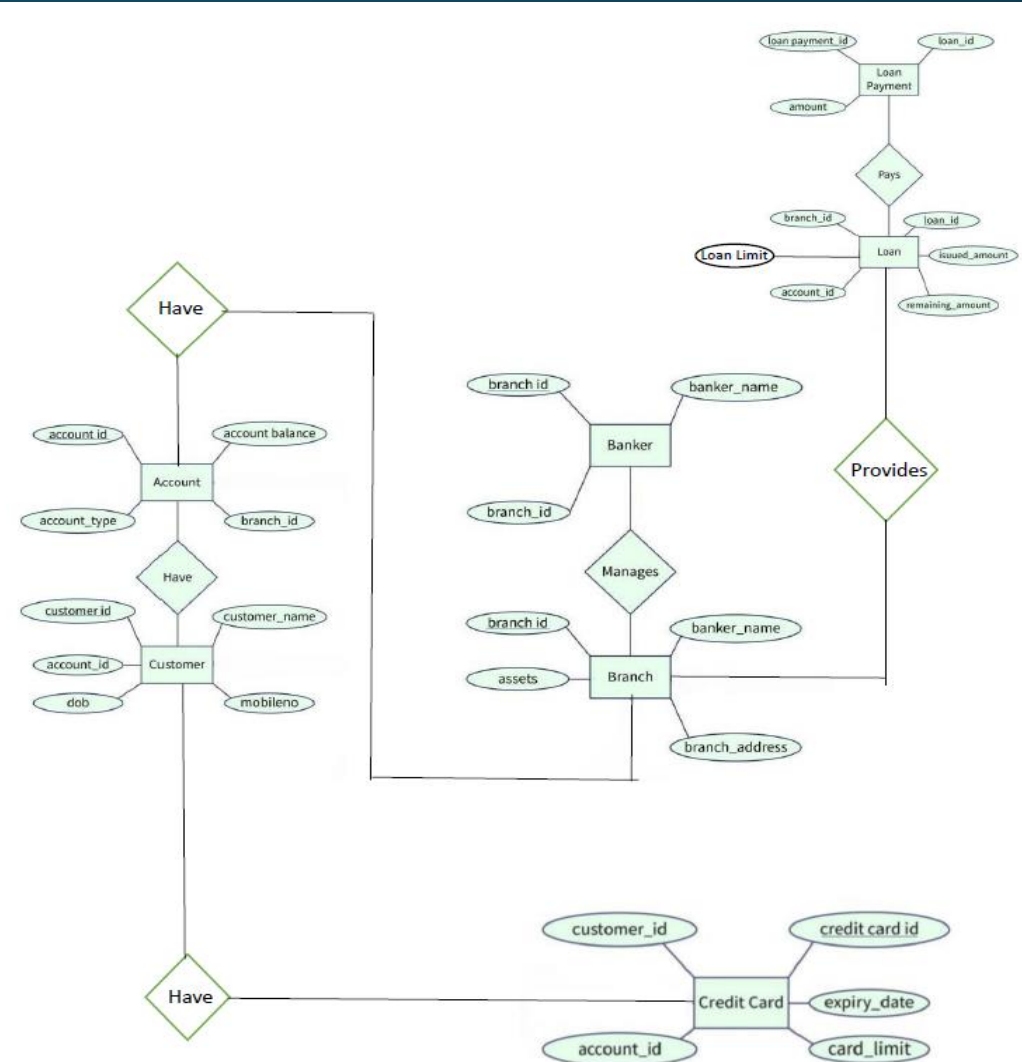 loan payment_id
loan_id
Loan
Payment
amount
Pays
branch_id
loan_id
Loan Limit
Loan
isuued_amount
account_id
remaining_amount
Have
branch id
banker_name
Banker
branch_id
Provides
account id
account balance
Account
account_type
branch_id
Have
Manages
customer id
customer_name
account_id
Customer
dob
mobileno
branch id
banker_name
assets
Branch
branch_address
customer_id
credit card id
Have
Credit Card
expiry_date
account_id
card_limit